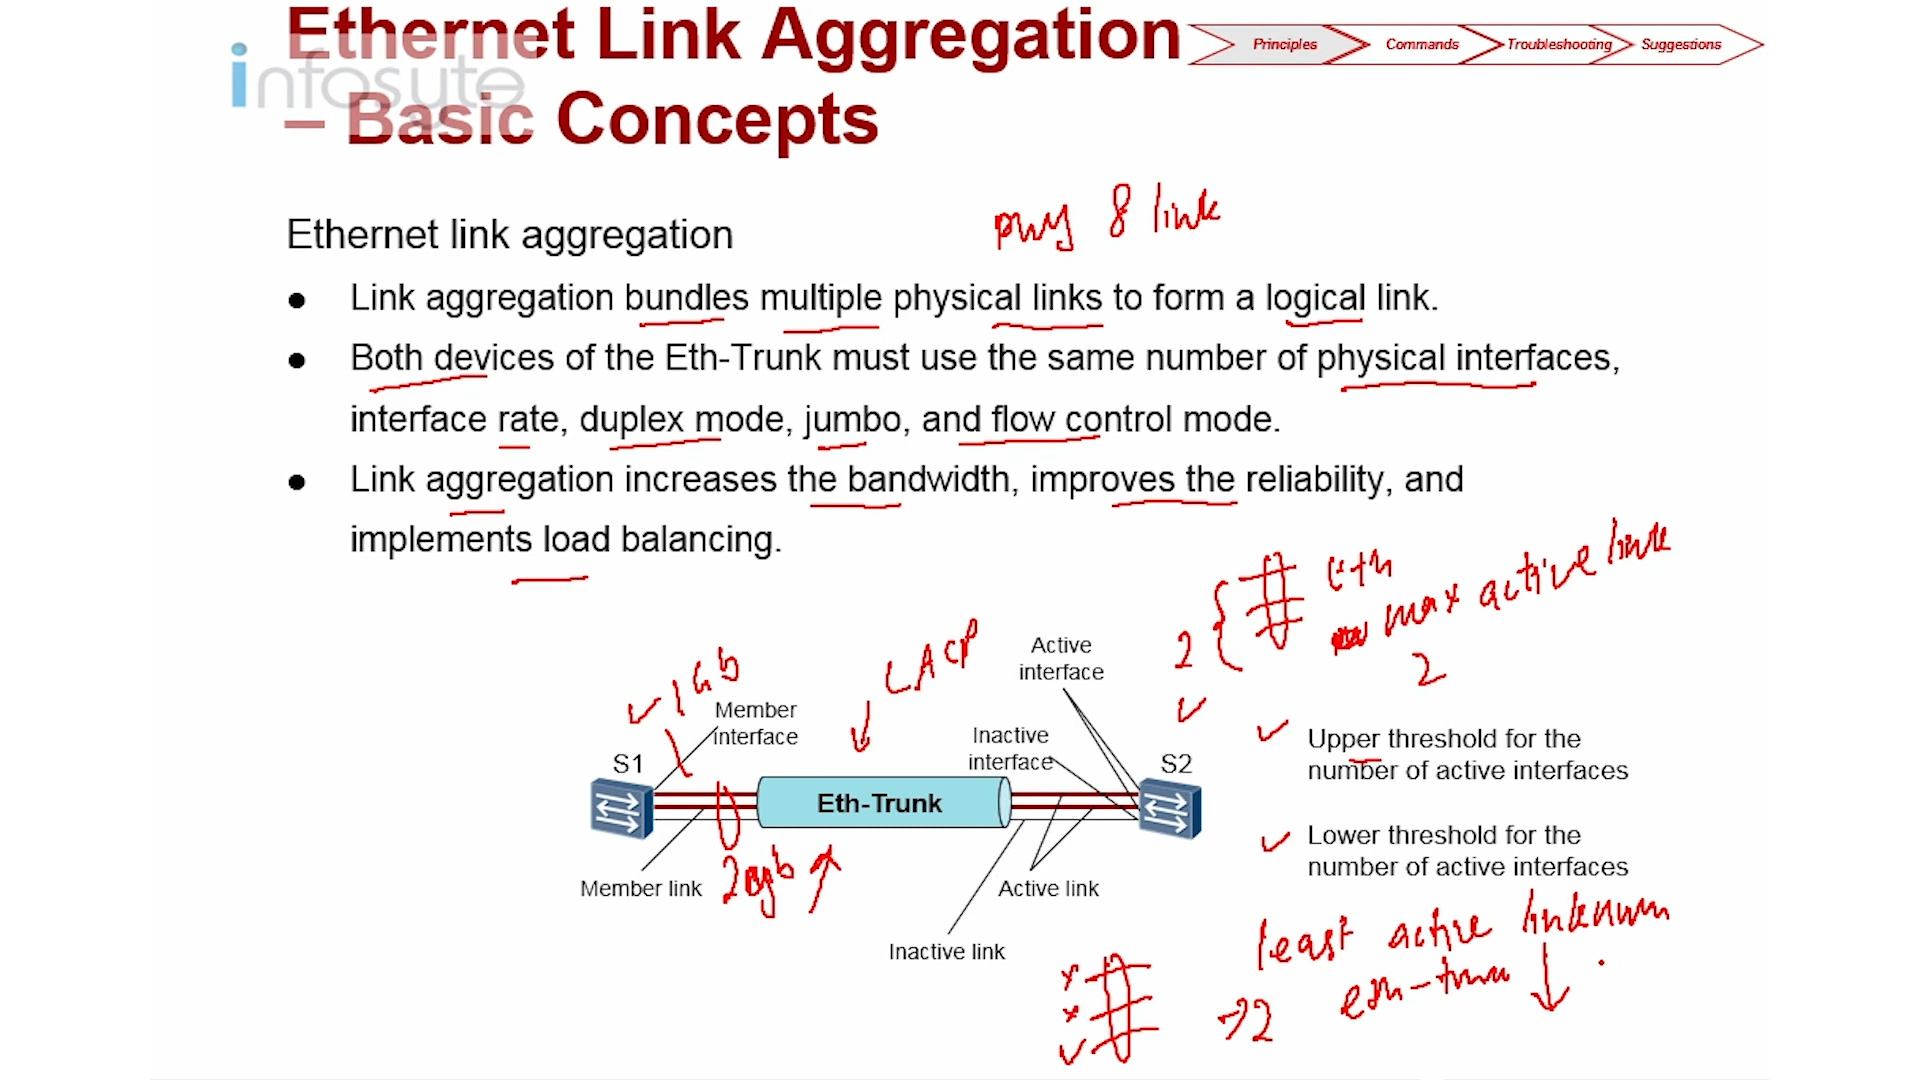 Ethernet Link Aggregation
– Basic Concepts
infosyte
Principles
Commands
Troubleshooting
Suggestions
phy 8 link
Ethernet link aggregation
● Link aggregation bundles multiple physical links to form a logical link.
● Both devices of the Eth-Trunk must use the same number of physical interfaces,
interface rate, duplex mode, jumbo, and flow control mode.
● Link aggregation increases the bandwidth, improves the reliability, and
implements load balancing.
eth
max active link
2
2
LACP
1Gb
Active
interface
Member
interface
Inactive
interface
S1
S2
Eth-Trunk
Upper threshold for the
number of active interfaces
Lower threshold for the
number of active interfaces
Member link
Active link
Inactive link
least active
2